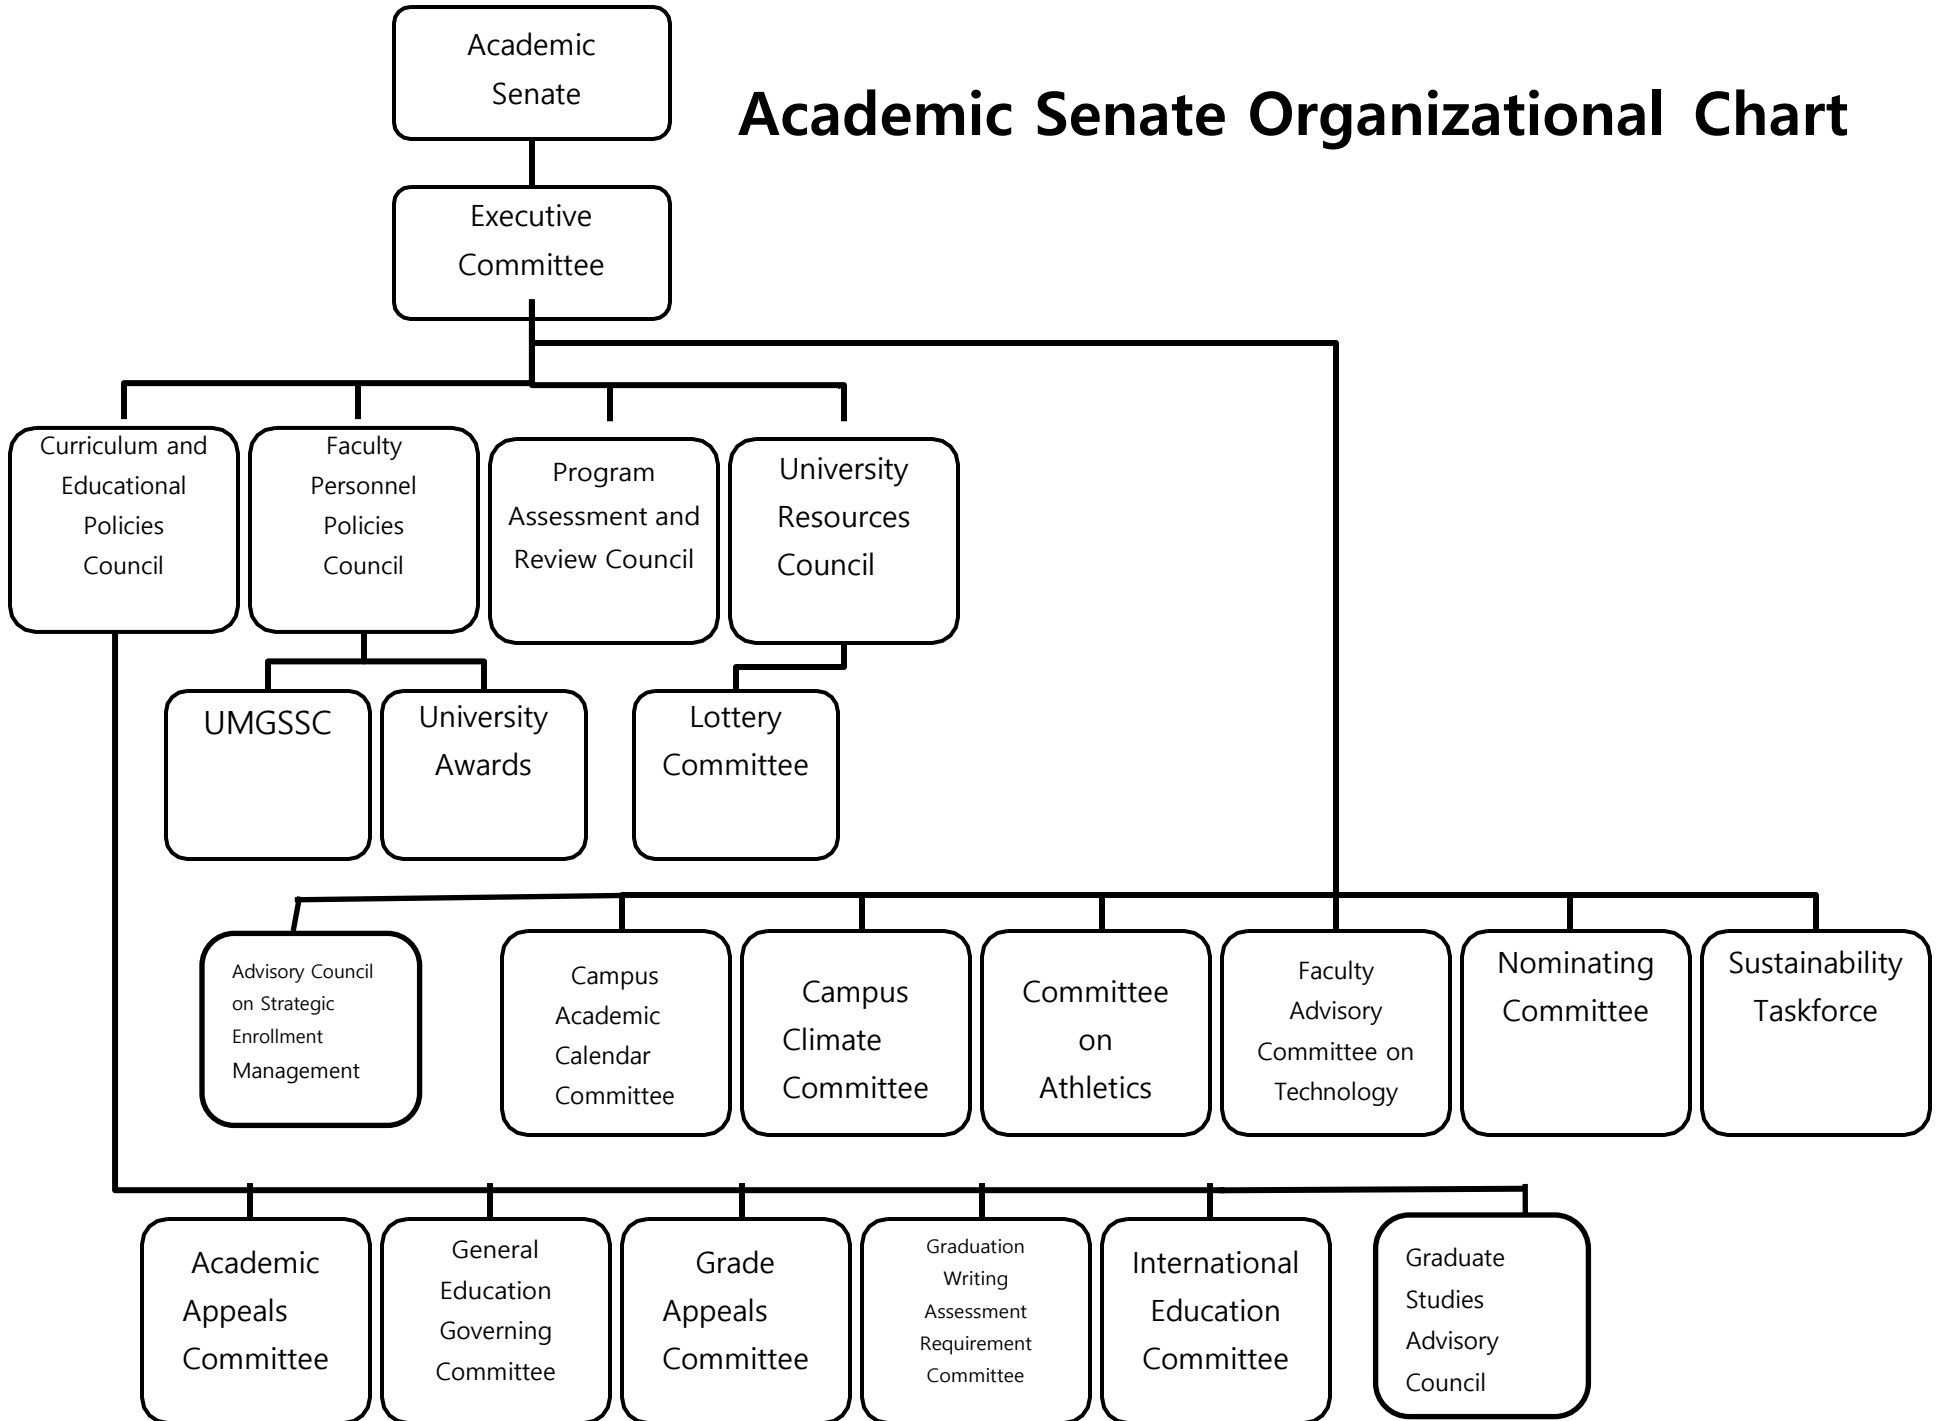 Academic
Senate
Academic Senate Organizational Chart
Executive
Committee
Curriculum and
Educational
Policies
Council
Faculty
Personnel
Policies
Council
Program
Assessment and
Review Council
University
Resources
Council
UMGSSC
University
Awards
Lottery
Committee
Advisory Council
on Strategic
Enrollment
Management
Campus
Academic
Calendar
Committee
Campus
Climate
Committee
Committee
on
Athletics
Faculty
Advisory
Committee on
Technology
Nominating
Committee
Sustainability
Taskforce
Academic
Appeals
Committee
General
Education
Governing
Committee
Grade
Appeals
Committee
Graduation
Writing
Assessment
Requirement
Committee
International
Education
Committee
Graduate
Studies
Advisory
Council